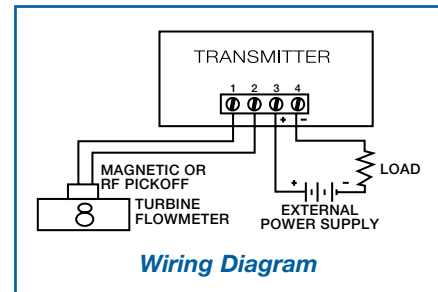 TRANSMITTER
1 2 3 4
+ −
MAGNETIC OR
RF PICKOFF
8
TURBINE
FLOWMETER
LOAD
+ −
EXTERNAL
POWER SUPPLY
Wiring Diagram